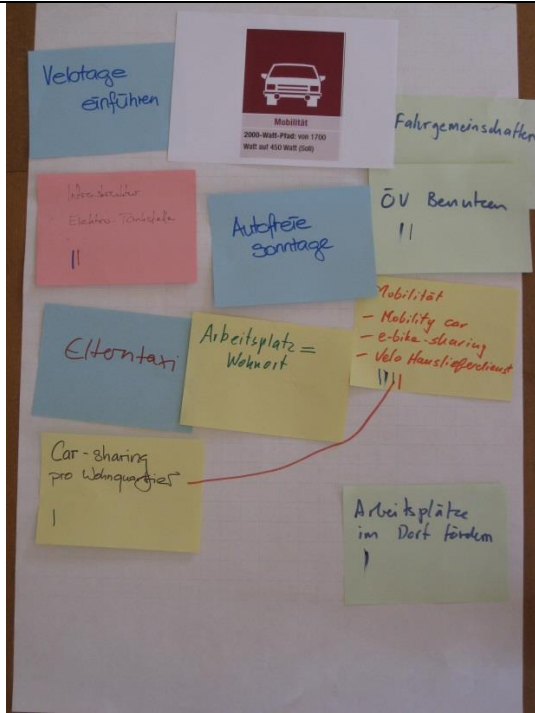 Velotage
einführen
Mobilität
2000-Watt-Pfad: von 1700
Watt auf 450 Watt (Soll)
Fahrgemeinschaften
ÖV Benutzen
||
Elektro-Tankstelle
||
Autofreie
Sonntage
Mobilität
- Mobility car
- e-bike-sharing
- Velo Hauslieferdienst
|||||
Elterntaxi
Arbeitsplatz =
Wohnort
Car-sharing
pro Wohnquartier
|
Arbeitsplätze
im Dorf fördern
|